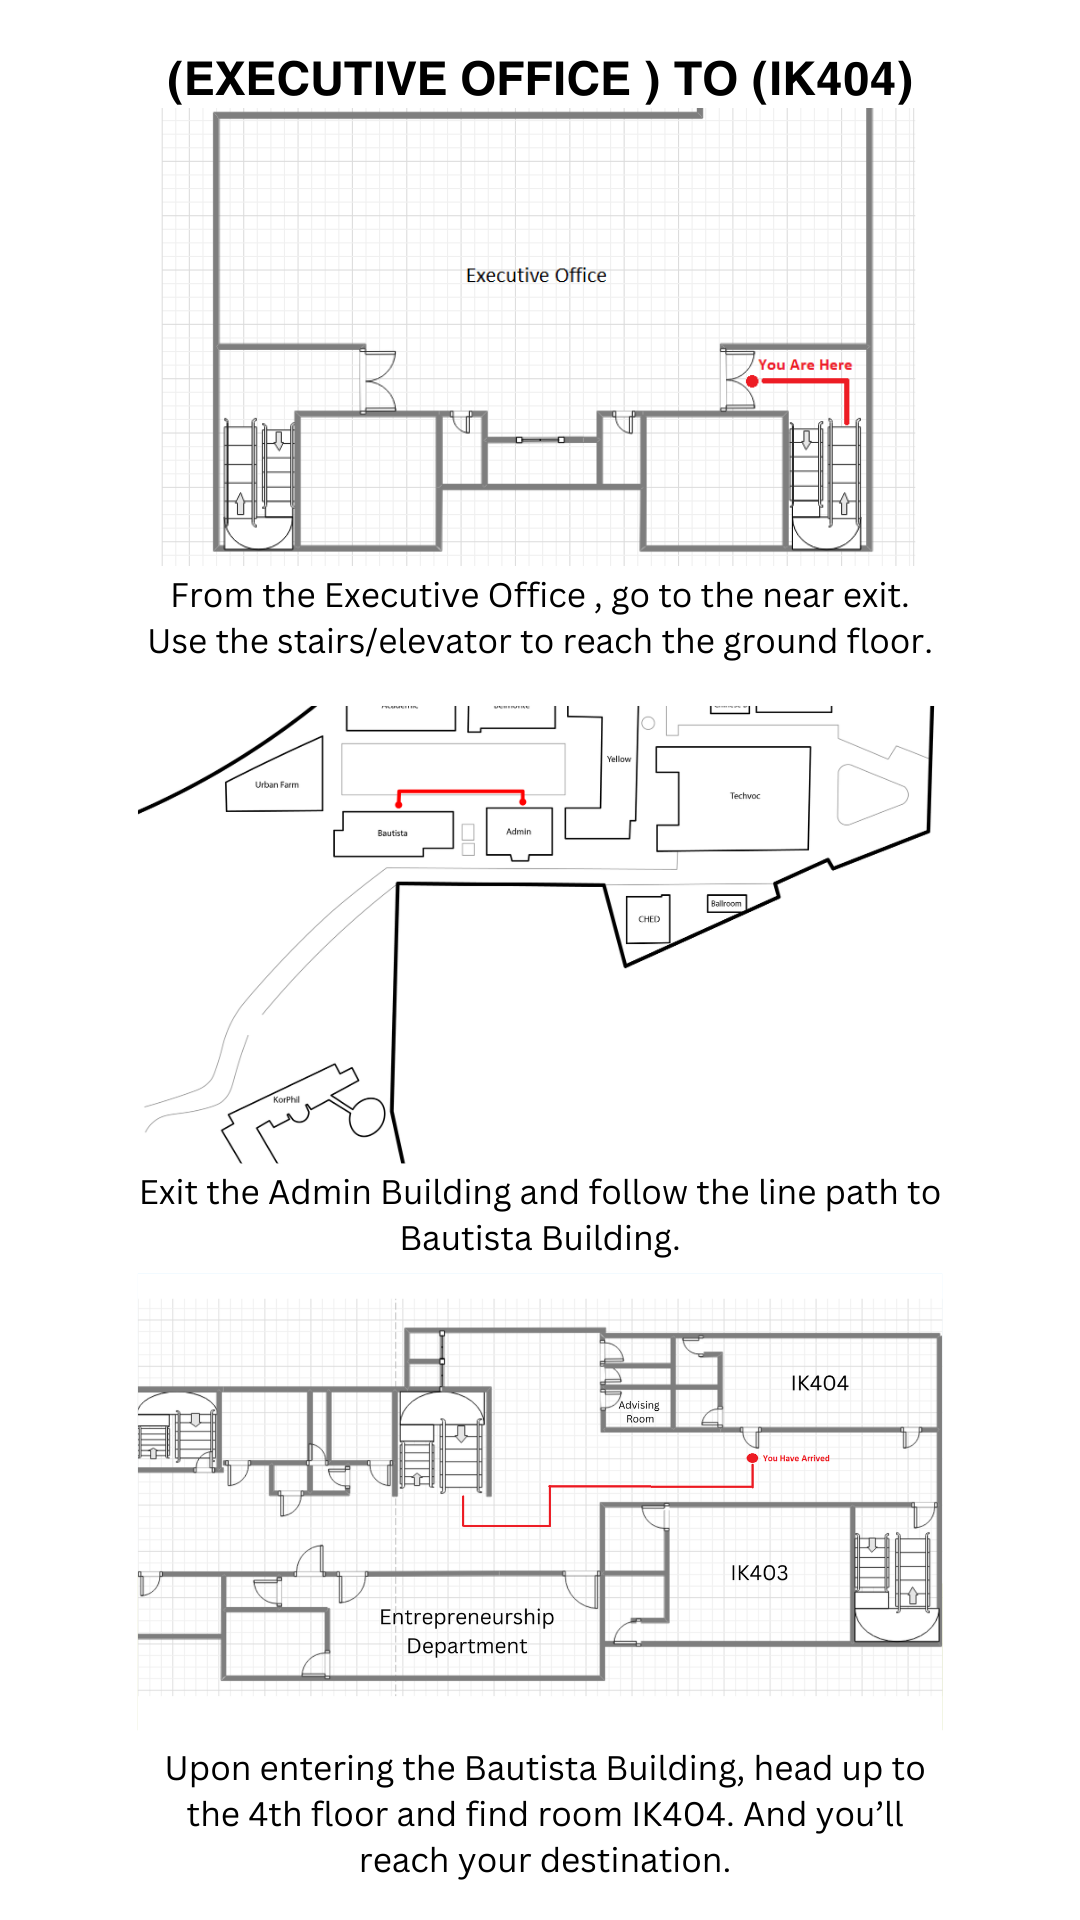 (EXECUTIVE OFFICE ) TO (IK404)
Executive Office
You Are Here
From the Executive Office , go to the near exit.
Use the stairs/elevator to reach the ground floor.
Academic
Belmonte
Yellow
Urban Farm
Techvoc
Bautista
Admin
CHED
Ballroom
KorPhil
Exit the Admin Building and follow the line path to
Bautista Building.
IK404
Advising
Room
You Have Arrived
IK403
Entrepreneurship
Department
Upon entering the Bautista Building, head up to
the 4th floor and find room IK404. And you’ll
reach your destination.